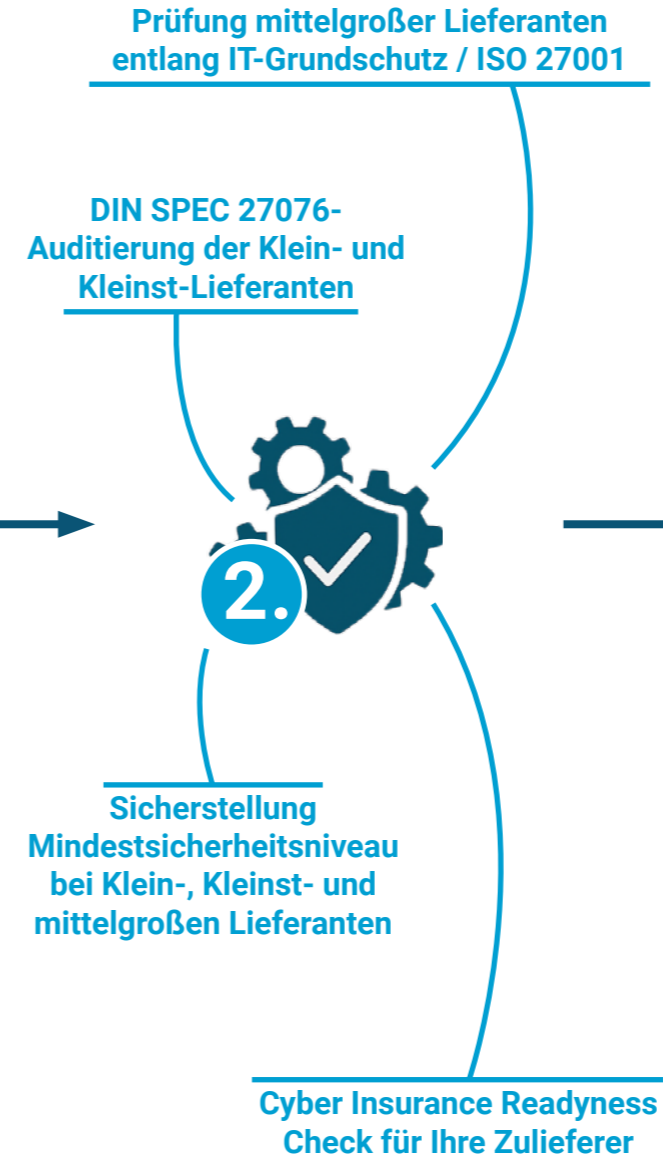 Prüfung mittelgroßer Lieferanten
entlang IT-Grundschutz / ISO 27001
DIN SPEC 27076-
Auditierung der Klein- und
Kleinst-Lieferanten
2.
Sicherstellung
Mindestsicherheitsniveau
bei Klein-, Kleinst- und
mittelgroßen Lieferanten
Cyber Insurance Readyness
Check für Ihre Zulieferer